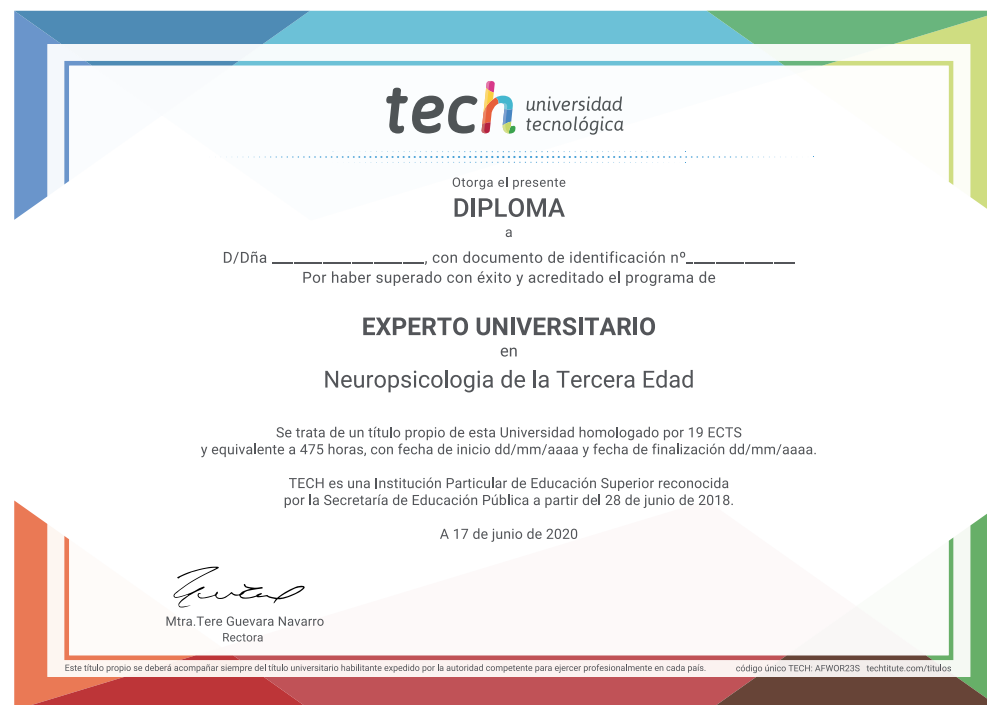 tech universidad
tecnológica
Otorga el presente
DIPLOMA
a
D/Dña ____________________, con documento de identificación nº______________
Por haber superado con éxito y acreditado el programa de
EXPERTO UNIVERSITARIO
en
Neuropsicologia de la Tercera Edad
Se trata de un título propio de esta Universidad homologado por 19 ECTS
y equivalente a 475 horas, con fecha de inicio dd/mm/aaaa y fecha de finalización dd/mm/aaaa.
TECH es una Institución Particular de Educación Superior reconocida
por la Secretaría de Educación Pública a partir del 28 de junio de 2018.
A 17 de junio de 2020
Mtra.Tere Guevara Navarro
Rectora
Este título propio se deberá acompañar siempre del título universitario habilitante expedido por la autoridad competente para ejercer profesionalmente en cada país. código único TECH: AFWOR23S techtitute.com/titulos